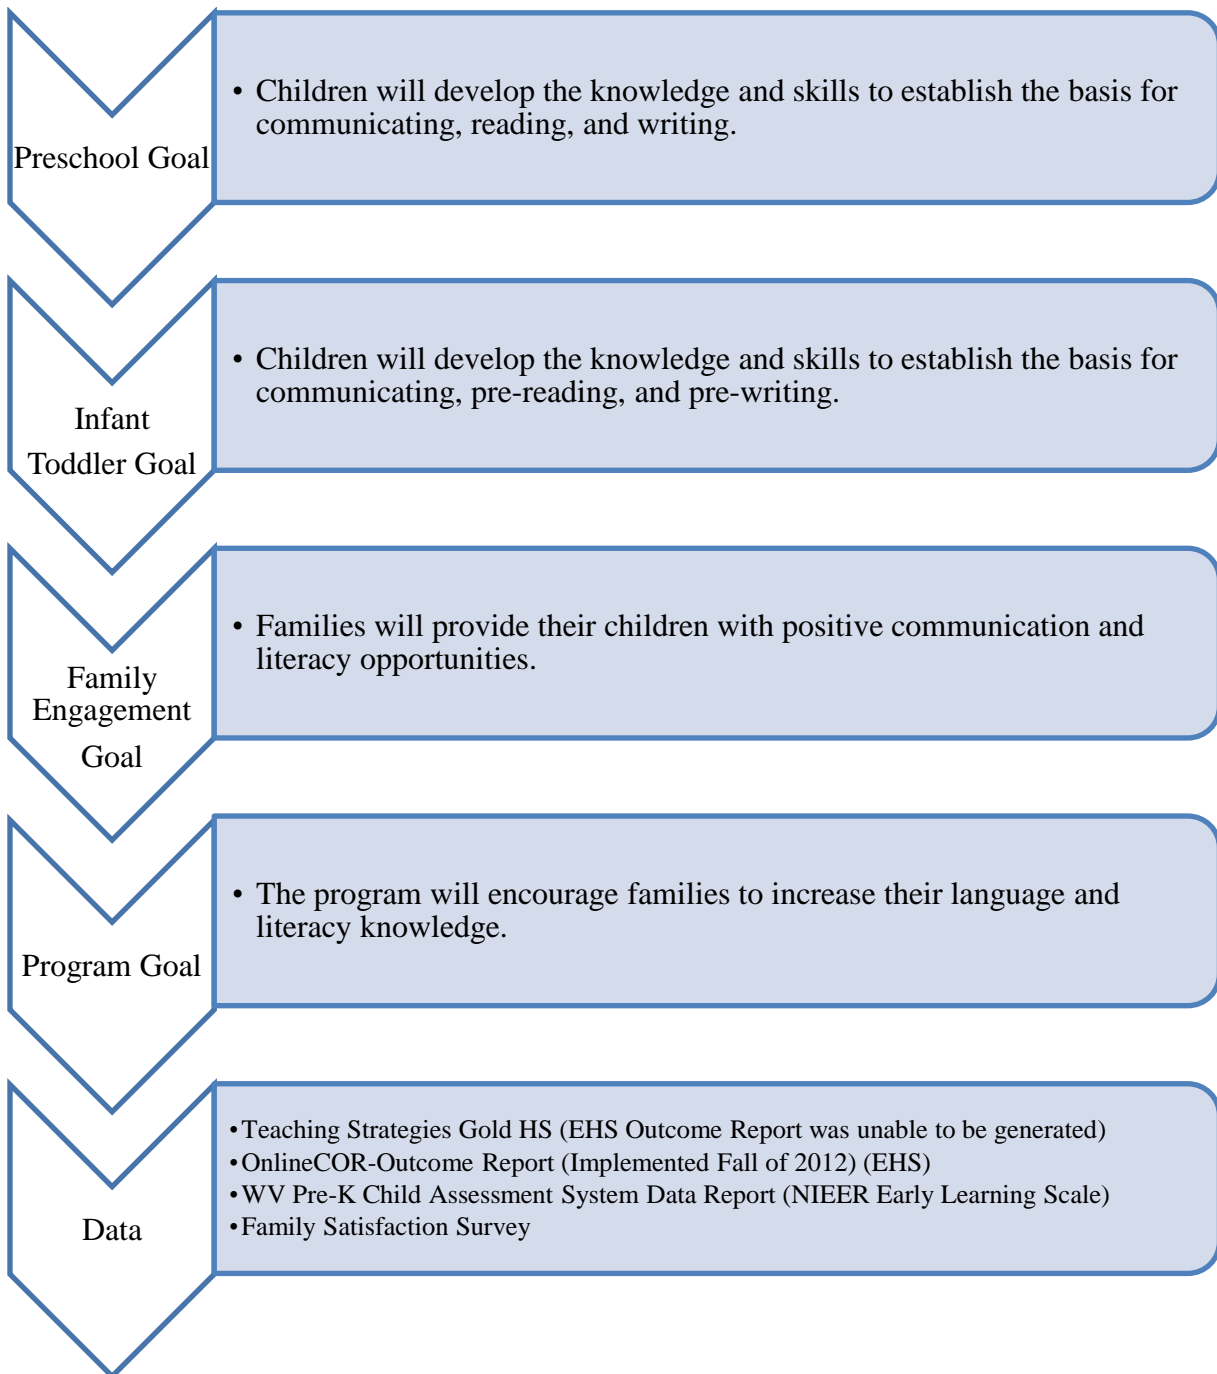 Preschool Goal
• Children will develop the knowledge and skills to establish the basis for
communicating, reading, and writing.
Infant
Toddler Goal
• Children will develop the knowledge and skills to establish the basis for
communicating, pre-reading, and pre-writing.
Family
Engagement
Goal
• Families will provide their children with positive communication and
literacy opportunities.
Program Goal
• The program will encourage families to increase their language and
literacy knowledge.
Data
•Teaching Strategies Gold HS (EHS Outcome Report was unable to be generated)
•OnlineCOR-Outcome Report (Implemented Fall of 2012) (EHS)
•WV Pre-K Child Assessment System Data Report (NIEER Early Learning Scale)
•Family Satisfaction Survey